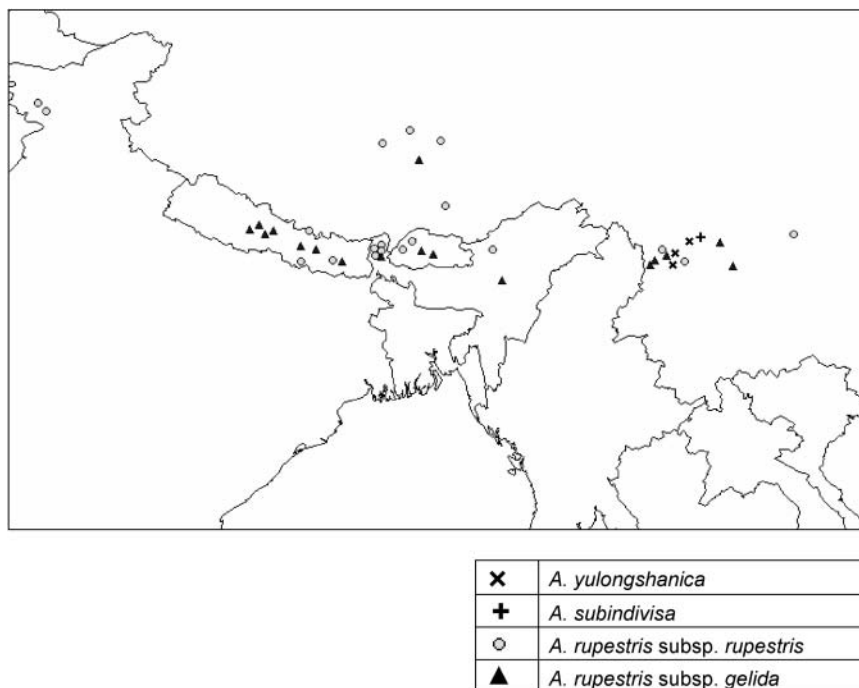 A. yulongshanica
A. subindivisa
A. rupestris subsp. rupestris
A. rupestris subsp. gelida